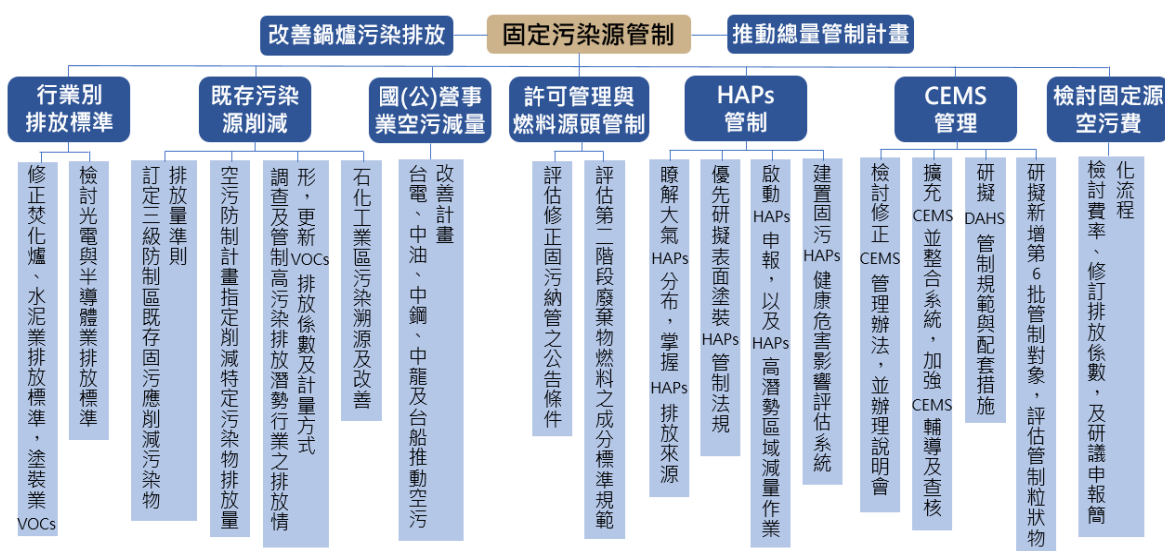 改善鍋爐污染排放
固定污染源管制
推動總量管制計畫
行業別
排放標準
修正焚化爐、水泥業排放標準，塗裝業VOCs
檢討光電與半導體業排放標準
既存污染
源削減
訂定三級防制區既存固污應削減污染物
排放量準則
空污防制計畫指定削減特定污染物排放量
調查及管制高污染排放潛勢行業之排放情
形，更新VOCs排放係數及計量方式
石化工業區污染溯源及改善
國(公)營事
業空污減量
台電、中油、中鋼、中龍及台船推動空污
改善計畫
許可管理與
燃料源頭管制
評估修正固污納管之公告條件
評估第二階段廢棄物燃料之成分標準規範
HAPs
管制
瞭解大氣HAPs分布，掌握HAPs排放來源
優先研擬表面塗裝HAPs管制法規
啟動HAPs申報，以及HAPs高潛勢區域減量作業
建置固污HAPs健康危害影響評估系統
CEMS
管理
檢討修正CEMS管理辦法，並辦理說明會
擴充CEMS並整合系統，加強CEMS輔導及查核
研擬DAHS管制規範與配套措施
研擬新增第6批管制對象，評估管制粒狀物
檢討固定源
空污費
檢討費率、修訂排放係數，及研議申報簡
化流程